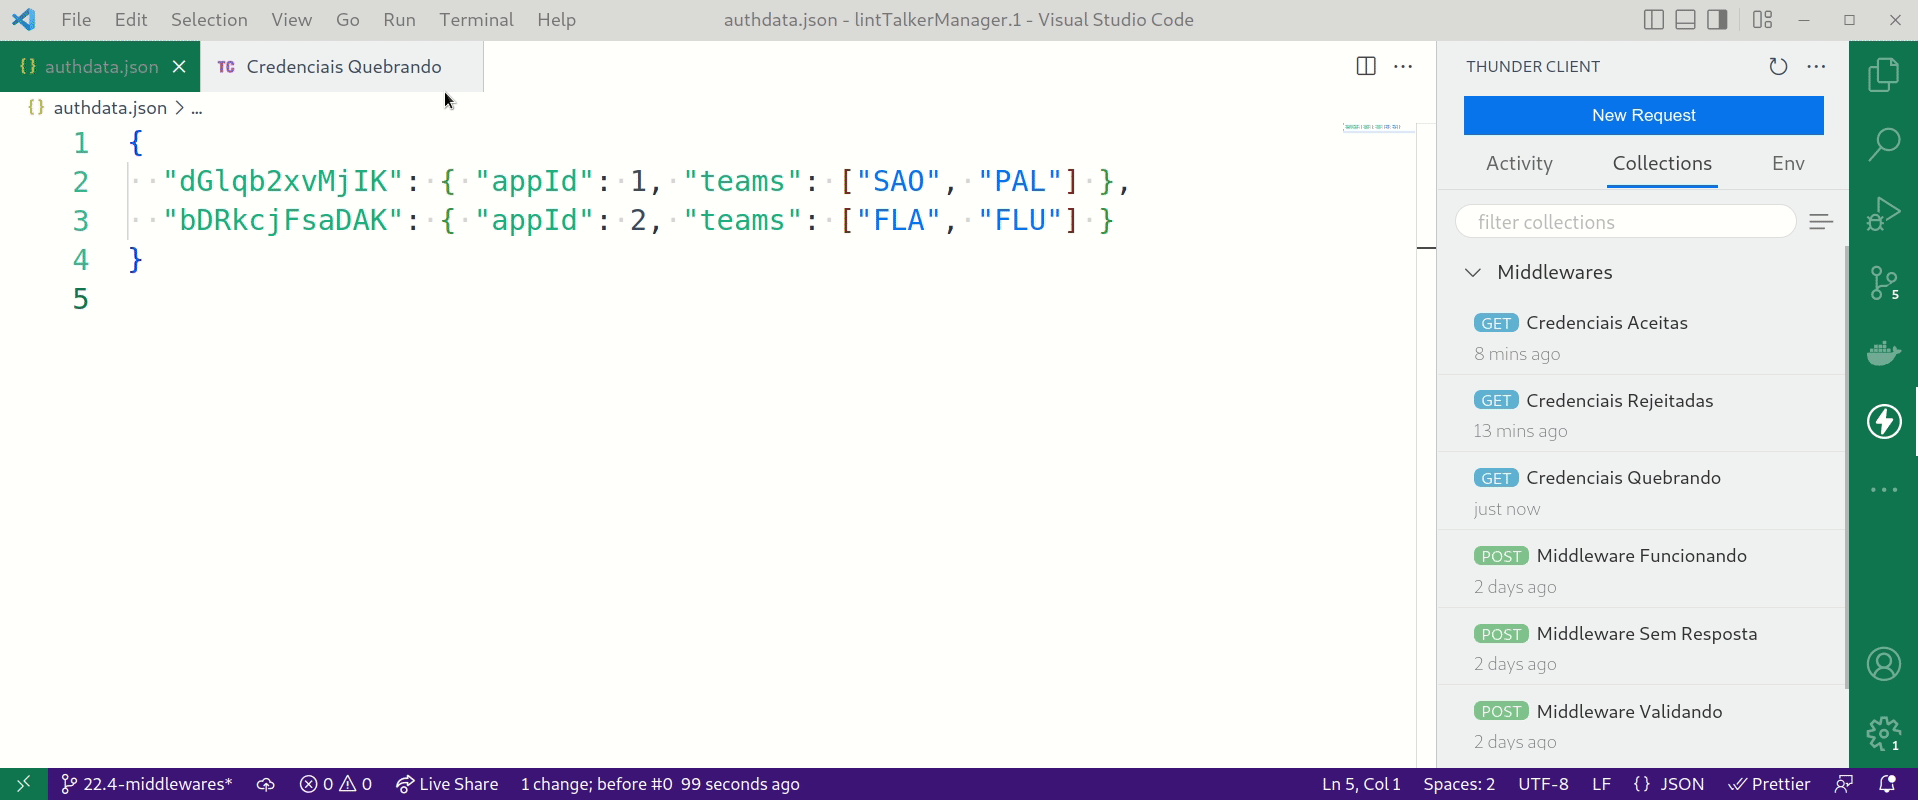 File Edit Selection View Go Run Terminal Help authdata.json - lintTalkerManager.1 - Visual Studio Code
{} authdata.json TC Credenciais Quebrando
{} authdata.json > ...
1 {
2 "dGlqb2xvMjIK": { "appId": 1, "teams": ["SAO", "PAL"] },
3 "bDRkcjFsaDAK": { "appId": 2, "teams": ["FLA", "FLU"] }
4 }
5
THUNDER CLIENT
New Request
Activity Collections Env
filter collections
Middlewares
GET Credenciais Aceitas
8 mins ago
GET Credenciais Rejeitadas
13 mins ago
GET Credenciais Quebrando
just now
POST Middleware Funcionando
2 days ago
POST Middleware Sem Resposta
2 days ago
POST Middleware Validando
2 days ago
5
1
22.4-middlewares* 0 0 Live Share 1 change; before #0 99 seconds ago Ln 5, Col 1 Spaces: 2 UTF-8 LF {} JSON Prettier